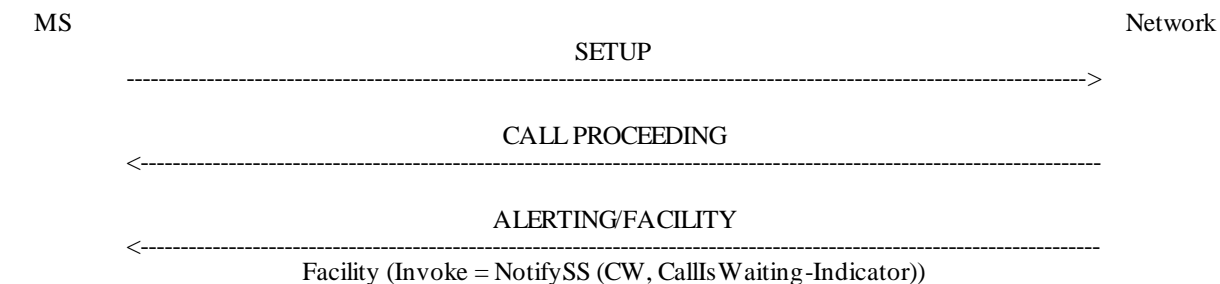 MS Network
SETUP
------------------------------------------------------------------------------------------------------------------------>
CALL PROCEEDING
<------------------------------------------------------------------------------------------------------------------------
ALERTING/FACILITY
<------------------------------------------------------------------------------------------------------------------------
Facility (Invoke = NotifySS (CW, CallIsWaiting-Indicator))